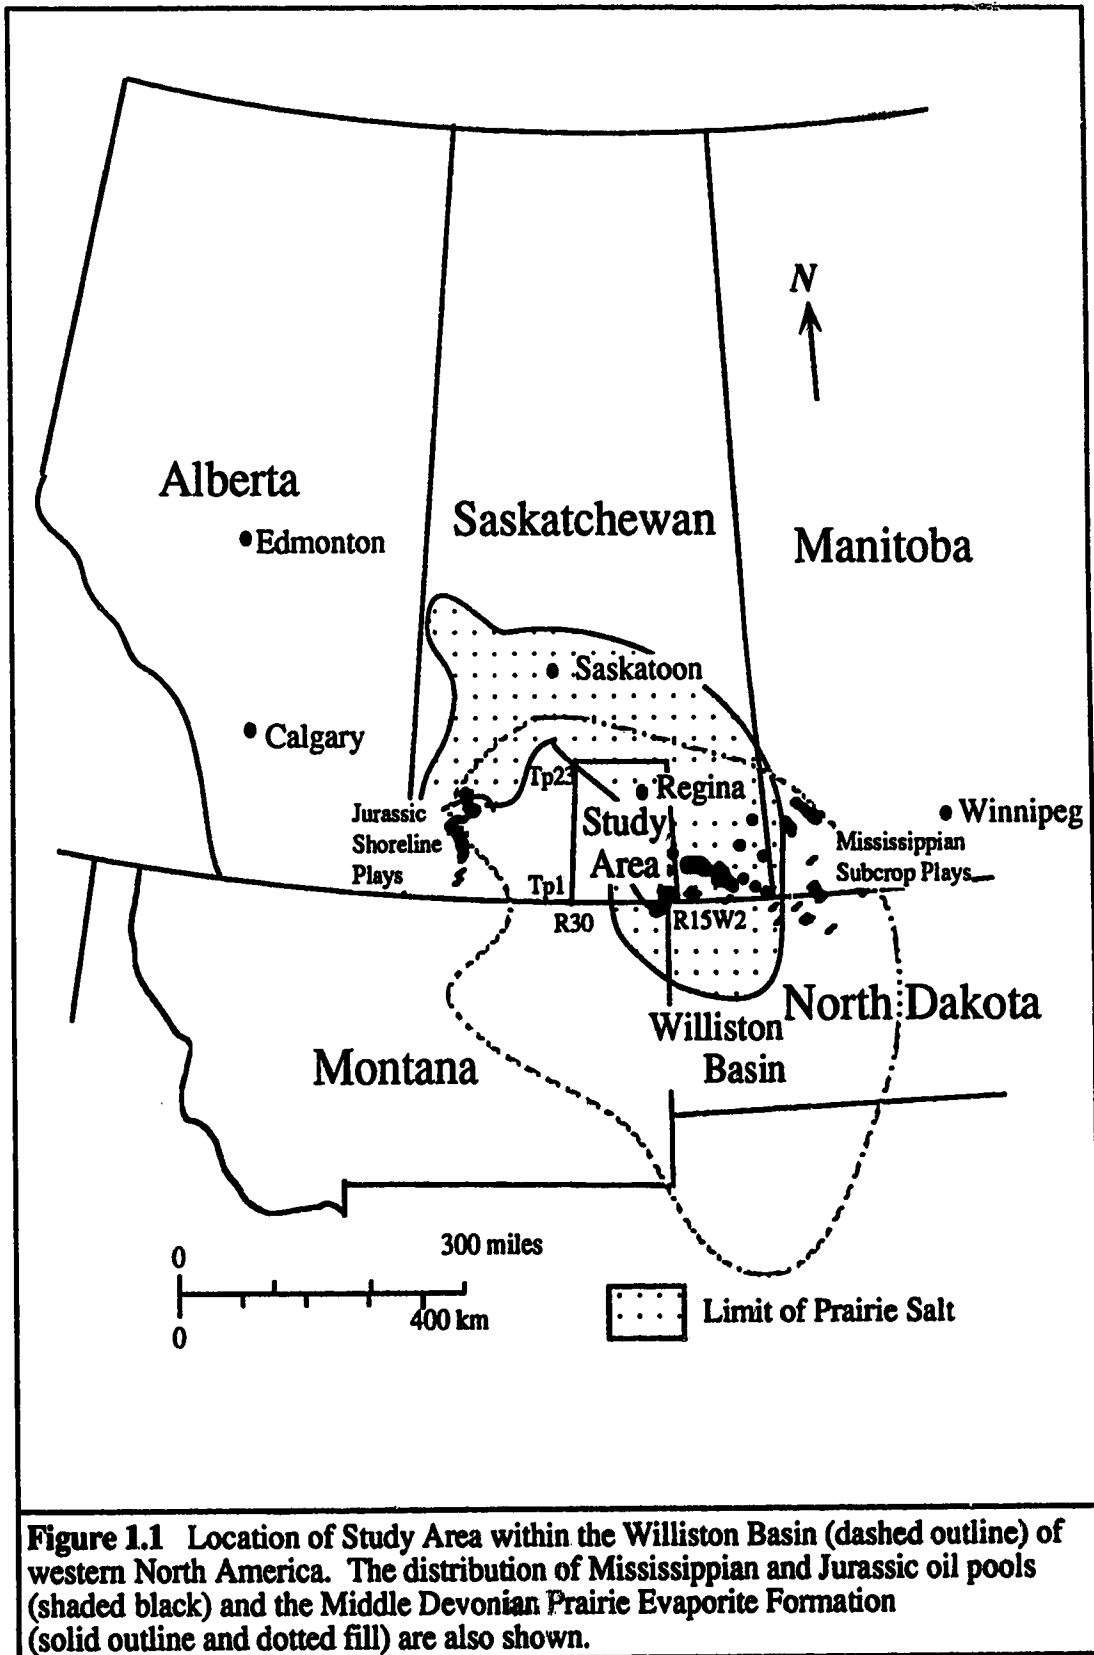 N
Alberta
Saskatchewan
Manitoba
Edmonton
Saskatoon
Calgary
Tp23
Regina
Winnipeg
Jurassic
Shoreline
Plays
Study
Area
Mississippian
Subcrop Plays
Tp1
R30
R15W2
North Dakota
Williston
Basin
Montana
0
300 miles
400 km
0
Limit of Prairie Salt
Figure 1.1 Location of Study Area within the Williston Basin (dashed outline) of
western North America. The distribution of Mississippian and Jurassic oil pools
(shaded black) and the Middle Devonian Prairie Evaporite Formation
(solid outline and dotted fill) are also shown.